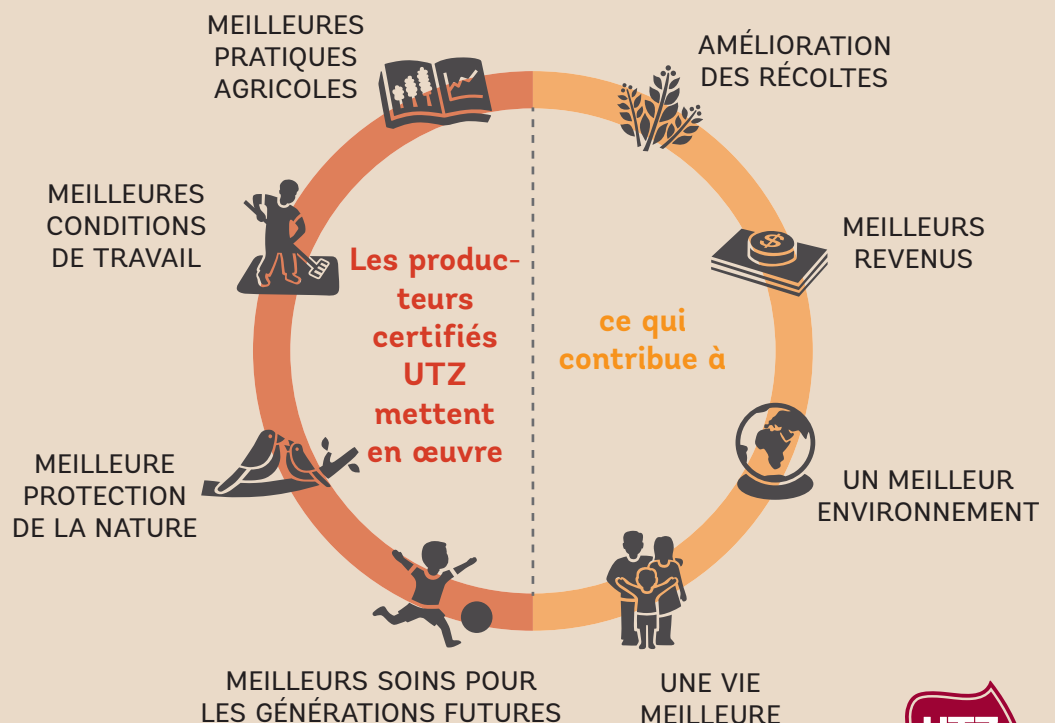 MEILLEURES
PRATIQUES
AGRICOLES
AMÉLIORATION
DES RÉCOLTES
MEILLEURES
CONDITIONS
DE TRAVAIL
MEILLEURS
REVENUS
Les produc-
teurs
certifiés
UTZ
mettent
en œuvre
ce qui
contribue à
MEILLEURE
PROTECTION
DE LA NATURE
UN MEILLEUR
ENVIRONNEMENT
MEILLEURS SOINS POUR
LES GÉNÉRATIONS FUTURES
UNE VIE
MEILLEURE
UTZ
$